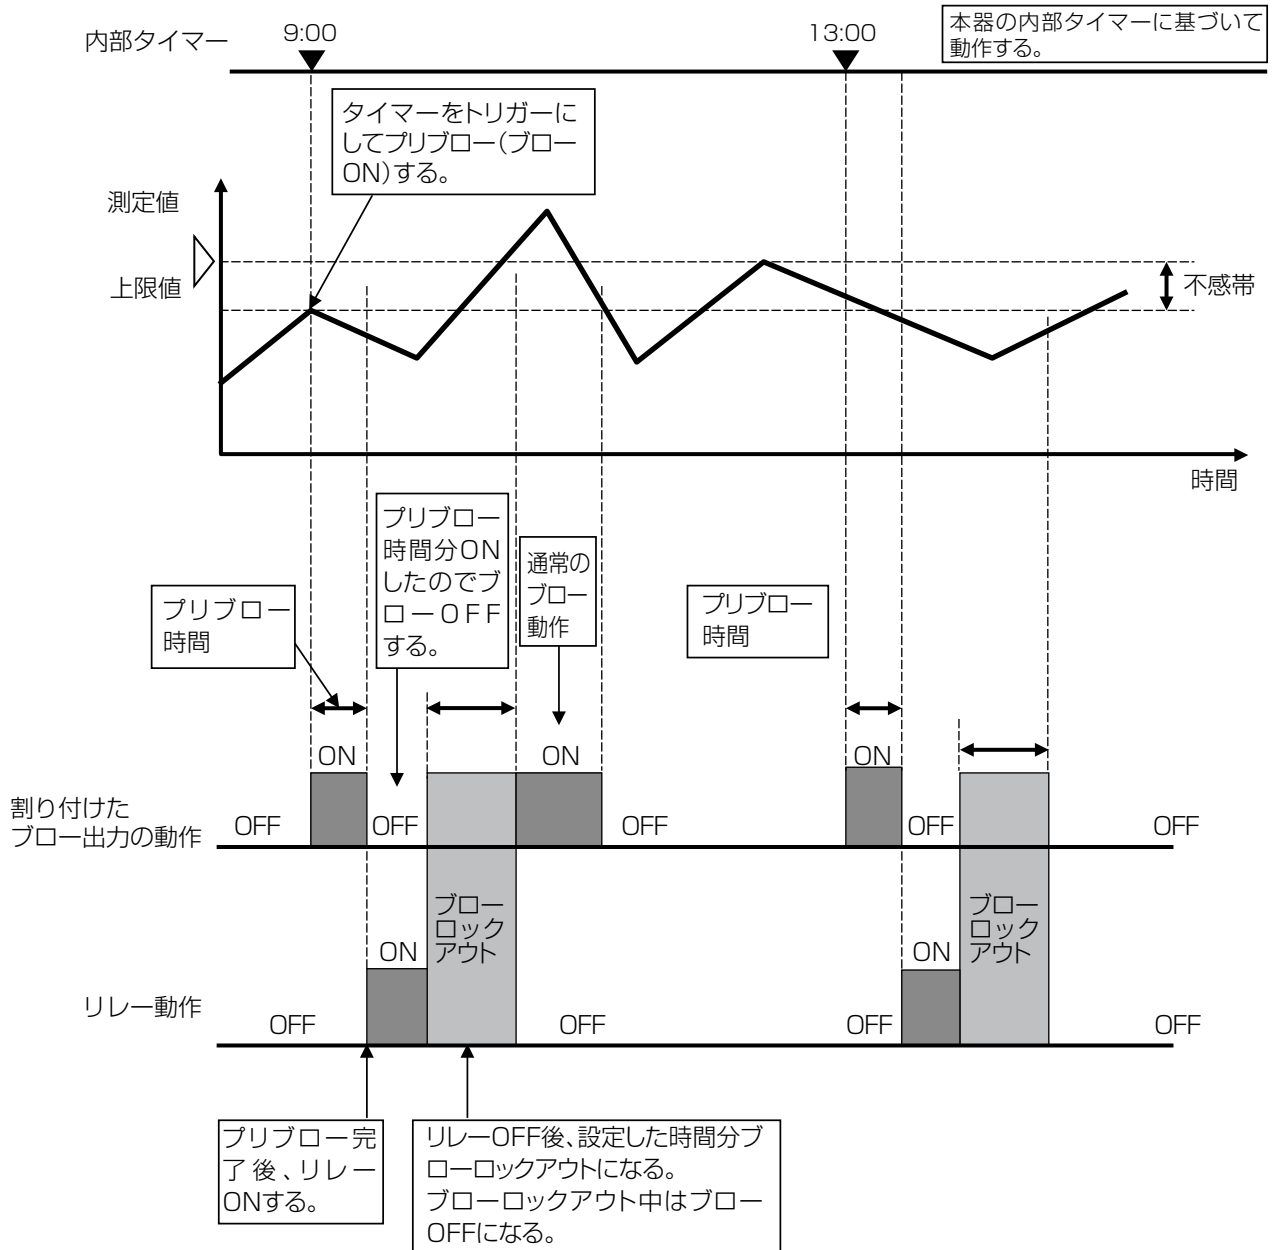 内部タイマー
9:00
13:00
本器の内部タイマーに基づいて
動作する。
タイマーをトリガーに
してプリブロー(ブロー
ON)する。
測定値
上限値
不感帯
時間
プリブロー
時間分ON
したのでブ
ローOFF
する。
通常の
ブロー
動作
プリブロー
時間
プリブロー
時間
ON
ON
ON
割り付けた
ブロー出力の動作
OFF
OFF
OFF
OFF
OFF
ブロー
ロック
アウト
ブロー
ロック
アウト
ON
ON
リレー動作
OFF
OFF
OFF
OFF
プリブロー完
了後、リレー
ONする。
リレーOFF後、設定した時間分ブ
ローロックアウトになる。
ブローロックアウト中はブロー
OFFになる。